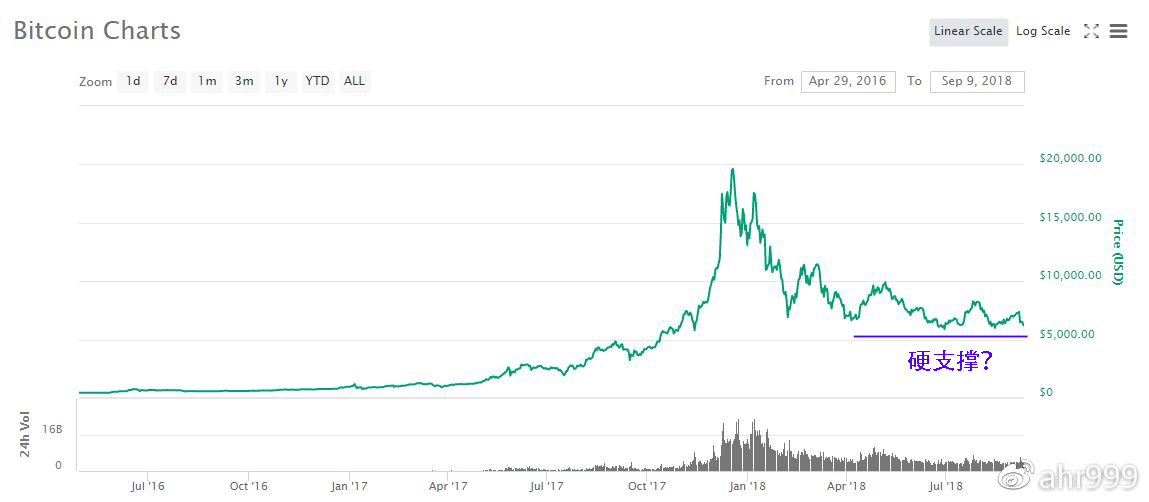 Bitcoin Charts
Linear Scale Log Scale
Zoom 1d 7d 1m 3m 1y YTD ALL
From Apr 29, 2016 To Sep 9, 2018
$20,000.00
$15,000.00
$10,000.00
$5,000.00
$0
Price (USD)
硬支撑?
24h Vol
16B
0
Jul '16 Oct '16 Jan '17 Apr '17 Jul '17 Oct '17 Jan '18 Apr '18 Jul '18
ahr999